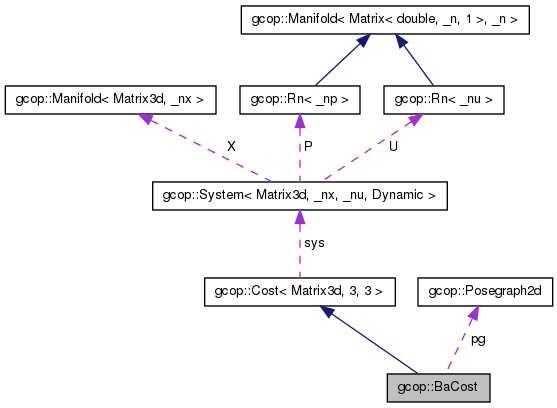 gcop::Manifold< Matrix< double, _n, 1 >, _n >
gcop::Manifold< Matrix3d, _nx >
gcop::Rn< _np >
gcop::Rn< _nu >
X
P
U
gcop::System< Matrix3d, _nx, _nu, Dynamic >
sys
gcop::Cost< Matrix3d, 3, 3 >
gcop::Posegraph2d
pg
gcop::BaCost